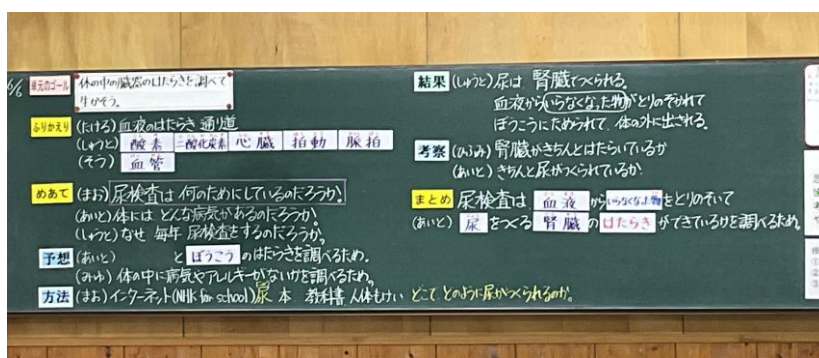 6/6 単元のゴール 体の中の臓器のはたらきを調べて
生かそう。
ふりかえり (たける) 血液のはたらき 通り道
(しゅうと) 酸素 二酸化炭素 心臓 拍動 脈拍
(そう) 血管
めあて (まお) 尿検査は何のためにしているのだろうか。
(あいと) 体にはどんな病気があるのだろうか
(しゅうと) なぜ 毎年 尿検査をするのだろうか。
予想 (あいと) と ぼうこう のはたらきを調べるため。
(みゆ) 体の中に病気やアレルギーがないかを調べるため。
方法 (まお) インターネット(NHK for school) 尿 本 教科書 人体もけい どこで どのように尿がつくられるのか。
結果 (しゅうと) 尿は 腎臓でつくられる。
血液からいらなくなった物がとりのぞかれて
ぼうこうにためられて 体の外に出される。
考察 (ひふみ) 腎臓がきちんとはたらいているか
(あいと) きちんと尿がつくられているか
まとめ 尿検査は 血液 からいらなくなった物をとりのぞいて
(あいと) 尿 をつくる 腎臓 の はたらき ができているかを調べるため。